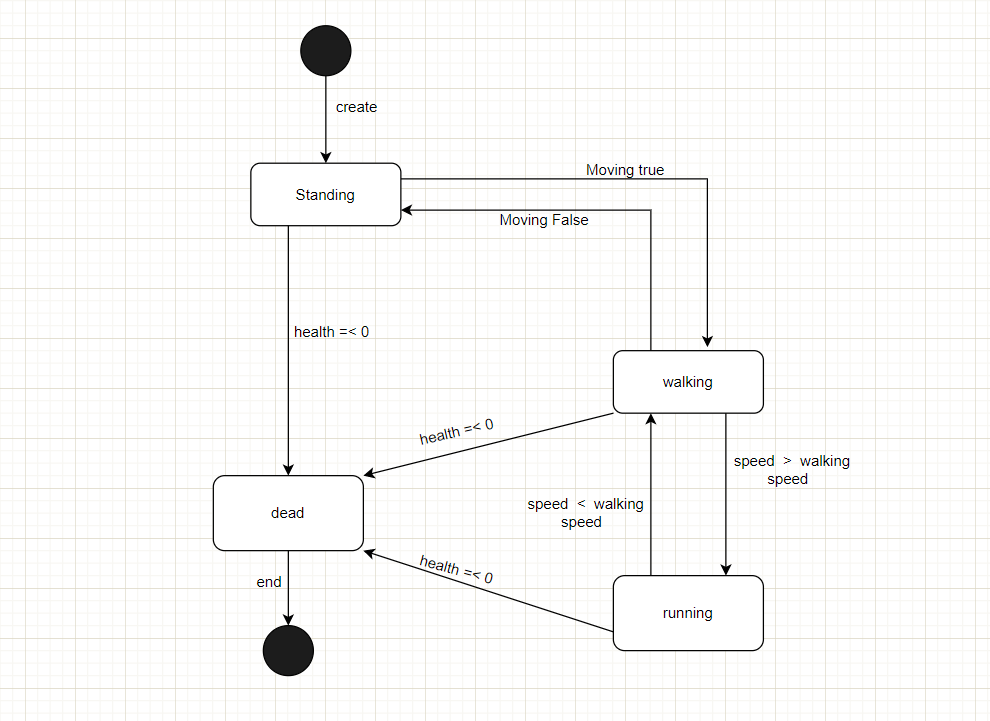 create
Moving true
Standing
Moving False
health =< 0
walking
health =< 0
speed > walking
speed
speed < walking
speed
dead
health =< 0
end
running